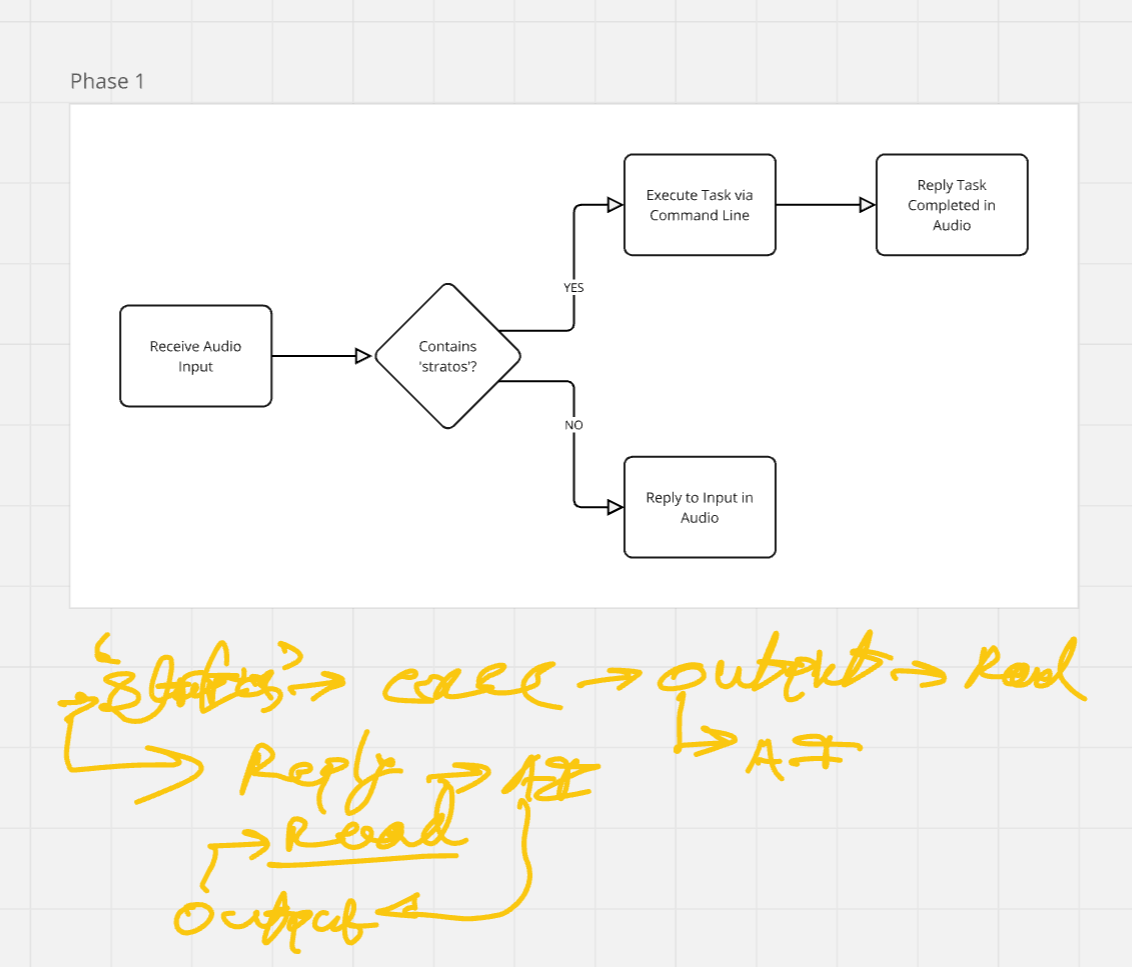 Phase 1
Execute Task via
Command Line
Reply Task
Completed in
Audio
YES
Receive Audio
Input
Contains
'stratos'?
NO
Reply to Input in
Audio
exec output Read
Reply AI AI
Read
output